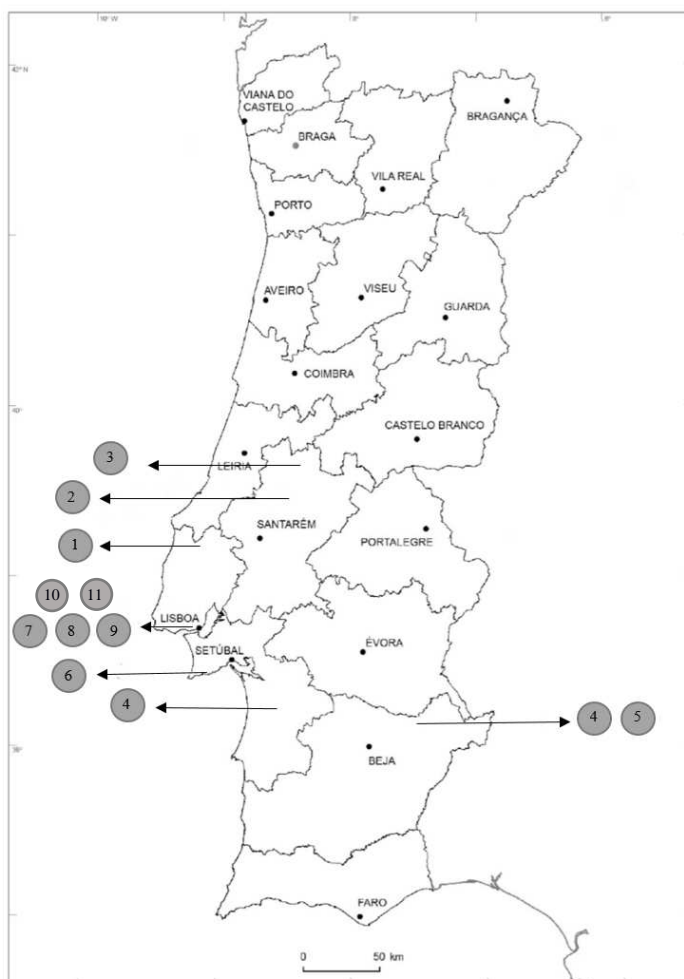 10° W
8°
6°
42° N
VIANA DO
CASTELO
BRAGANÇA
BRAGA
VILA REAL
PORTO
AVEIRO
VISEU
GUARDA
COIMBRA
40°
CASTELO BRANCO
3
LEIRIA
2
SANTARÉM
1
PORTALEGRE
10 11
LISBOA
7 8 9
SETÚBAL
ÉVORA
6
4
4 5
38°
BEJA
FARO
0 50 km